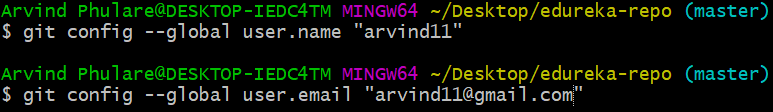 Arvind Phulare@DESKTOP-IEDC4TM MINGW64 ~/Desktop/edureka-repo (master)
$ git config --global user.name "arvind11"
Arvind Phulare@DESKTOP-IEDC4TM MINGW64 ~/Desktop/edureka-repo (master)
$ git config --global user.email "arvind11@gmail.com"